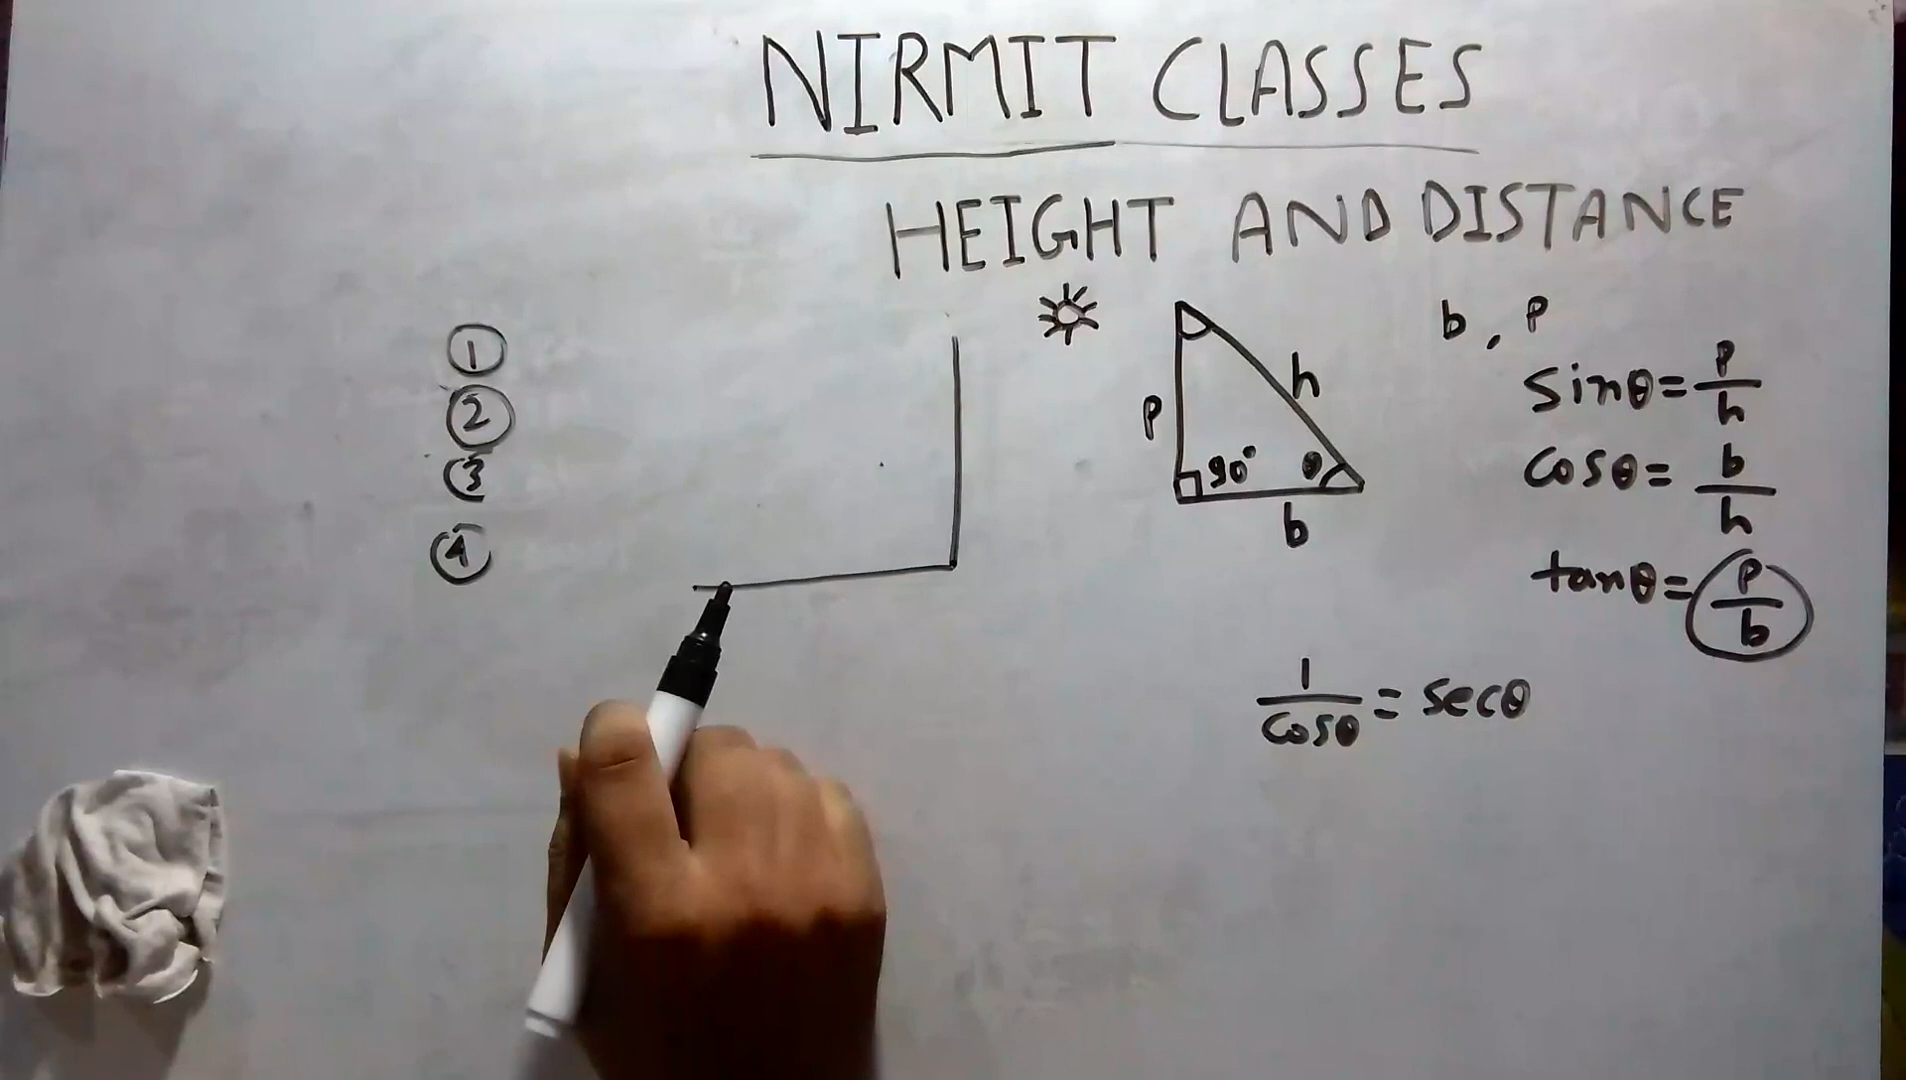 NIRMIT CLASSES
HEIGHT AND DISTANCE
1
2
3
4
p
h
90°
θ
b
b, p
sinθ = p/h
cosθ = b/h
tanθ = p/b
1/cosθ = secθ